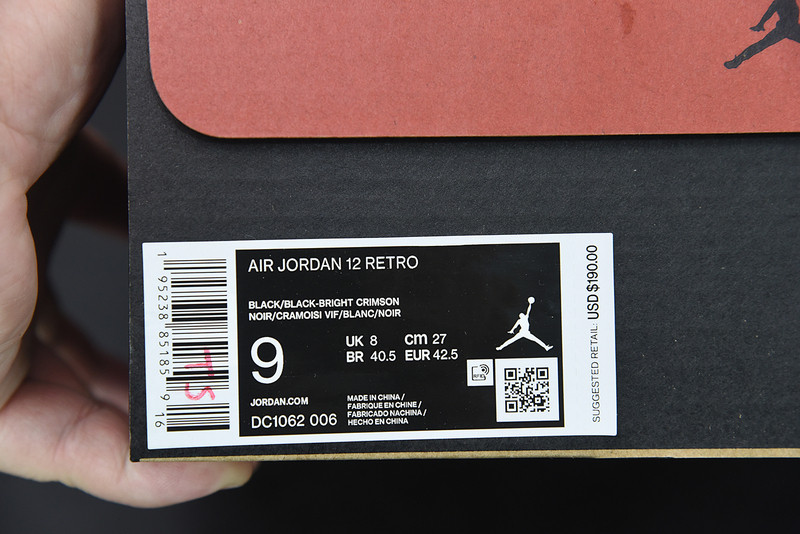 AIR JORDAN 12 RETRO
BLACK/BLACK-BRIGHT CRIMSON
NOIR/CRAMOISI VIF/BLANC/NOIR
9
UK 8 cm 27
BR 40.5 EUR 42.5
JORDAN.COM
DC1062 006
MADE IN CHINA /
FABRIQUE EN CHINE /
FABRICADO NACHINA /
HECHO EN CHINA
RFID
1 95238 85185 9 16
TS
SUGGESTED RETAIL: USD $190.00